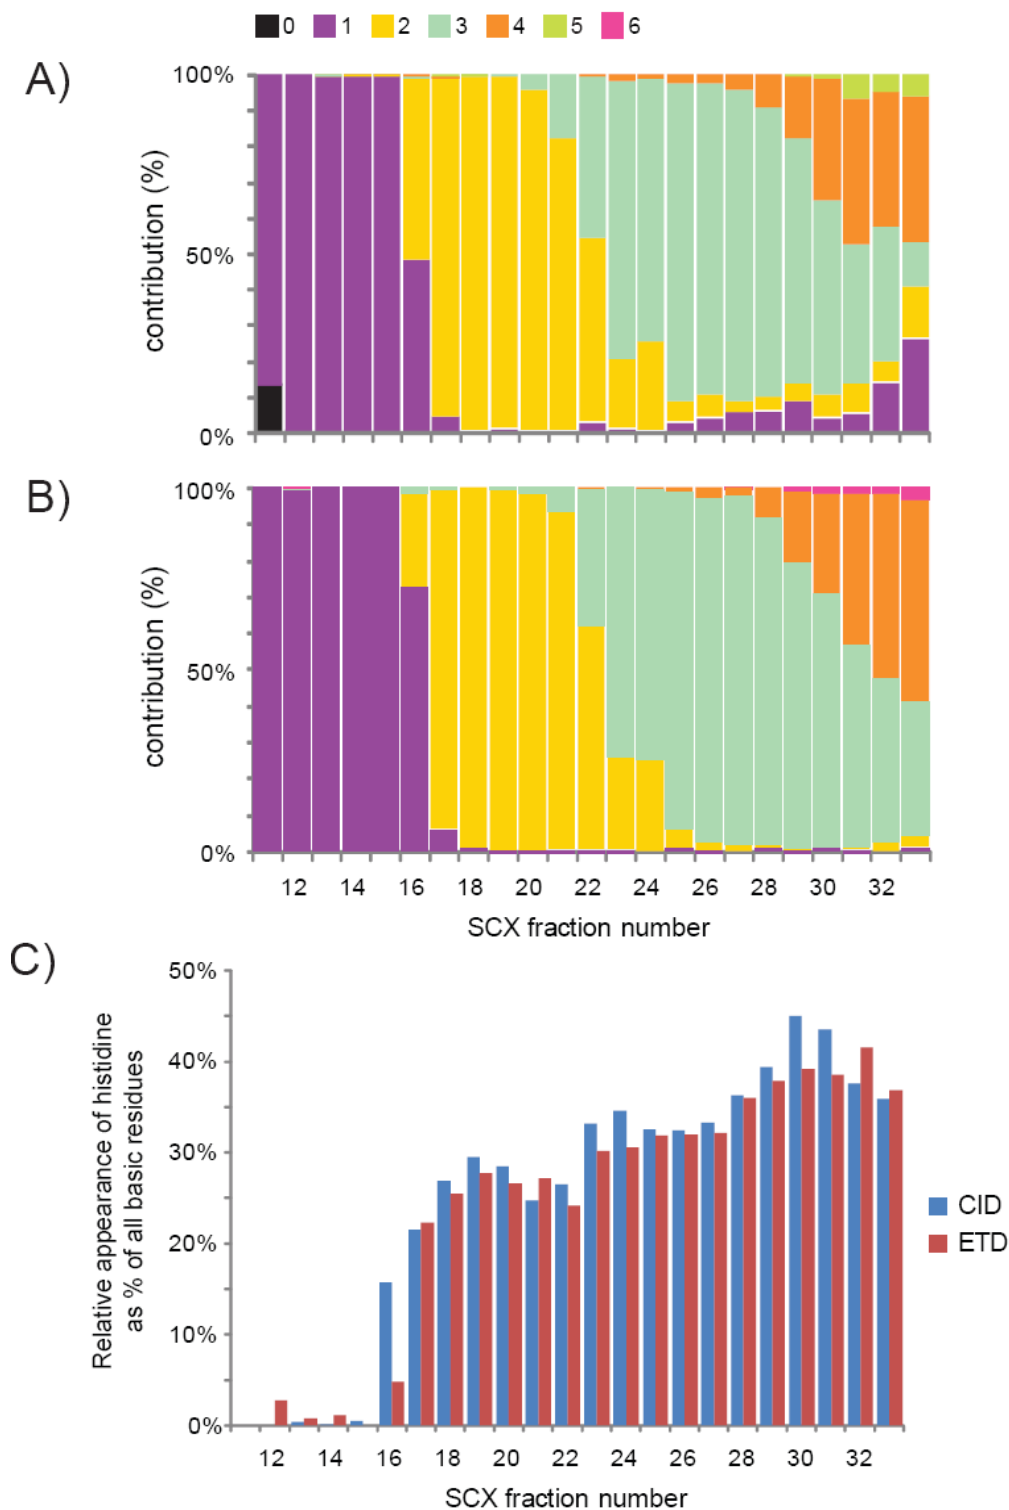 0 1 2 3 4 5 6
A)
100%
50%
0%
contribution (%)
B)
100%
50%
0%
contribution (%)
12 14 16 18 20 22 24 26 28 30 32
SCX fraction number
C)
50%
40%
30%
20%
10%
0%
Relative appearance of histidine
as % of all basic residues
CID
ETD
12 14 16 18 20 22 24 26 28 30 32
SCX fraction number